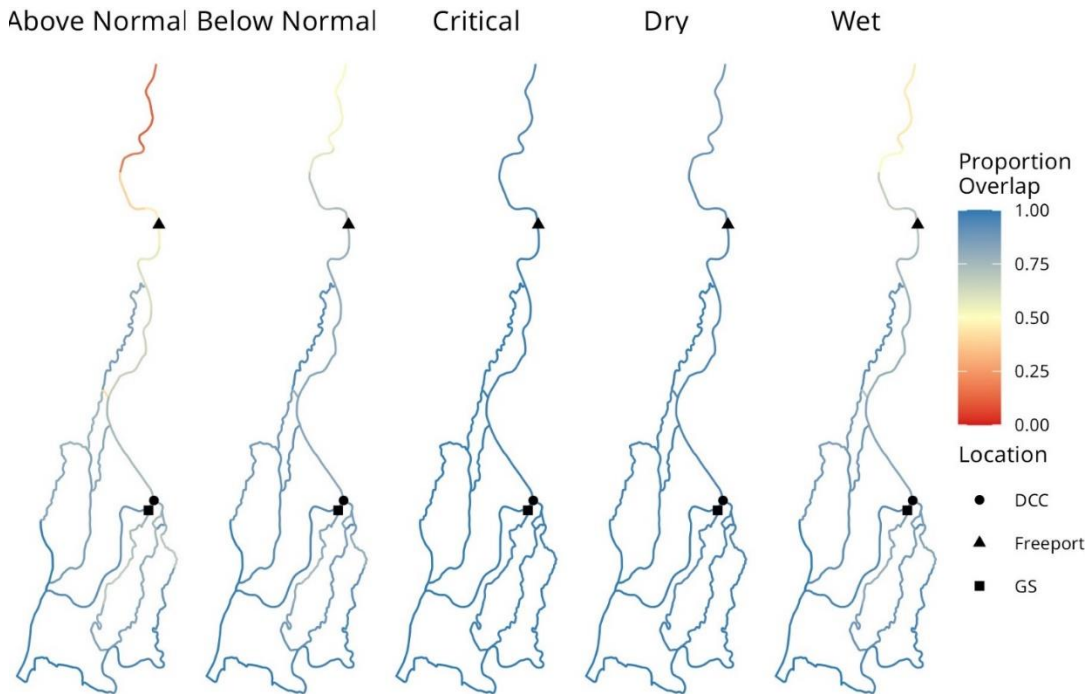 Above Normal Below Normal Critical Dry Wet
Proportion
Overlap
1.00
0.75
0.50
0.25
0.00
Location
DCC
Freeport
GS